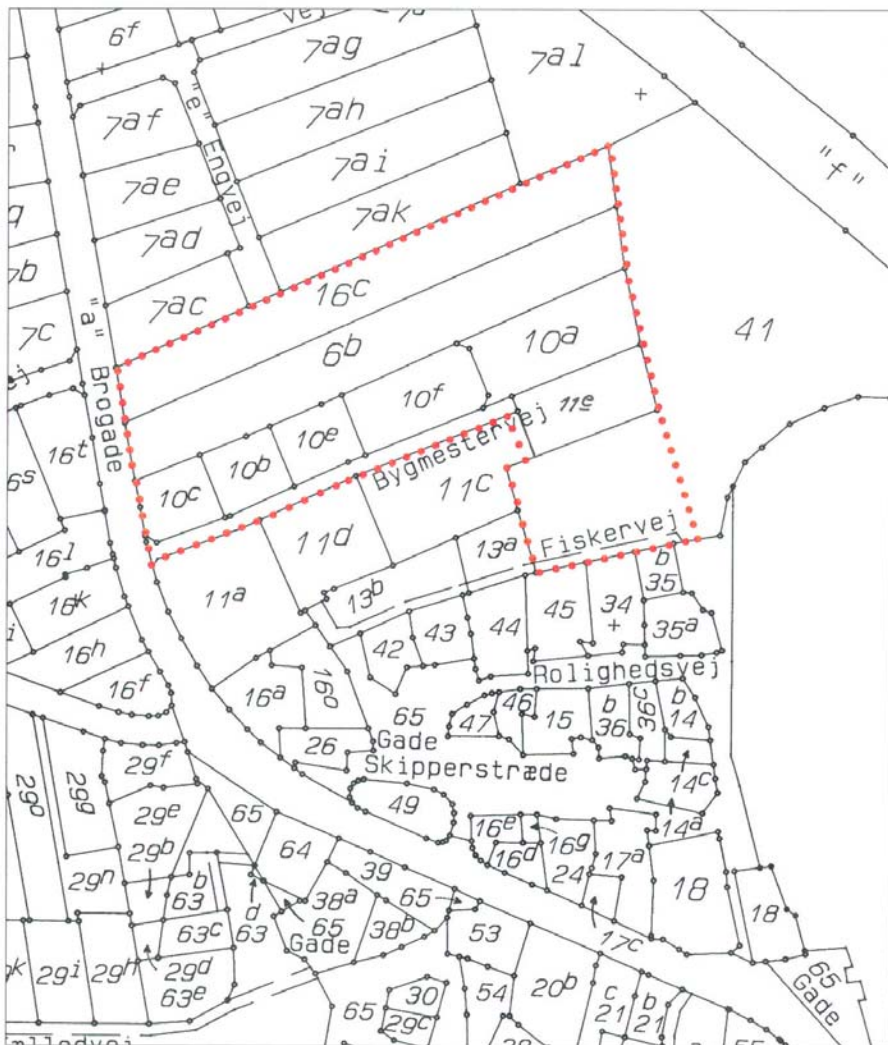 6f
vej
7ag
7al
7af
"e" Engvej
7ah
7ae
7ai
"f"
7ad
7ak
7b
7ac
16c
7c
"a" Brogade
6b
10a
41
10f
11e
16t
10e
10b
10c
Bygmestervej
11c
11d
16l
13a
Fiskervej
b
35
11a
13b
16k
45
34
35a
16h
42
43
44
Rolighedsvej
16f
16a
16o
65
46
47
15
b
36
36c
b
14
26
Gade
Skipperstræde
14c
29f
49
14a
29o
29g
29e
65
16e
16g
17a
16d
29b
64
39
24
18
29n
b
63
38a
65
18
63c
d
63
65
Gade
38b
53
17c
29i
29h
29d
65
Gade
63e
54
20b
30
c
21
b
21
65
29c